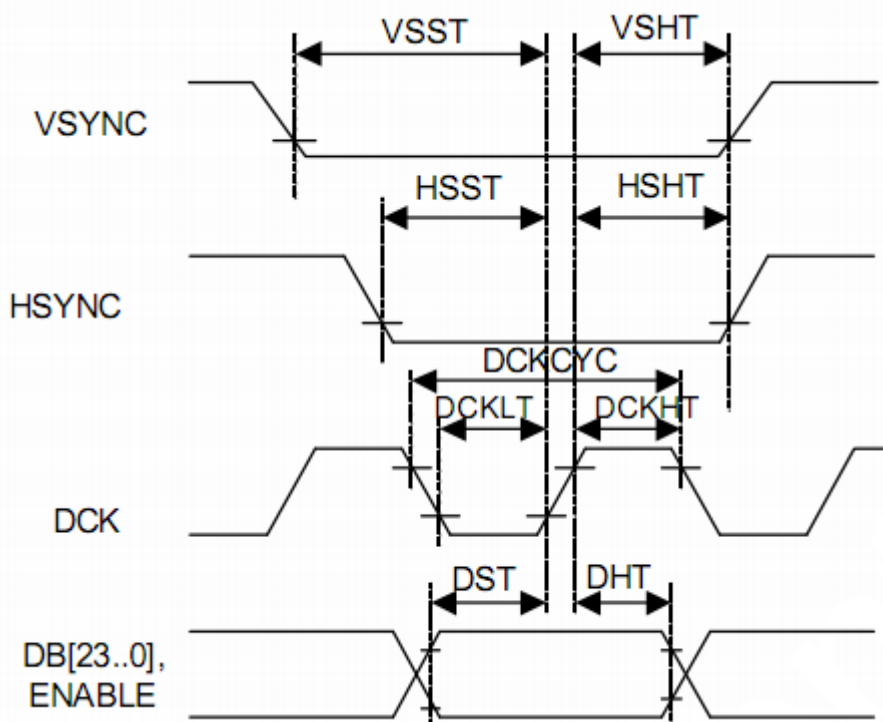 VSST VSHT
VSYNC
HSST HSHT
HSYNC
DCKCYC
DCKLT DCKHT
DCK
DST DHT
DB[23..0],
ENABLE